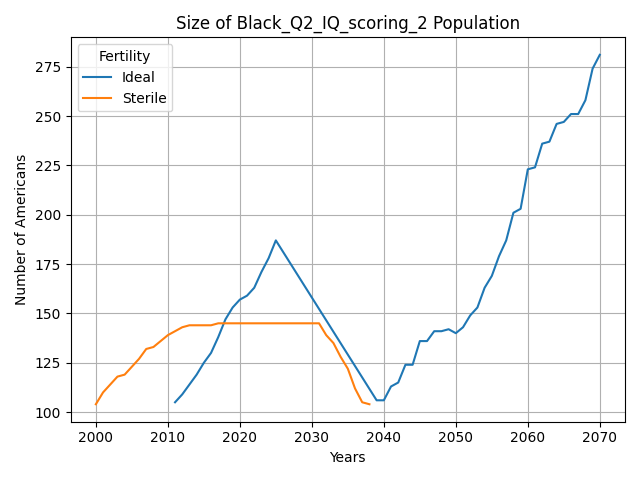 Size of Black_Q2_IQ_scoring_2 Population
Fertility
Ideal
Sterile
Number of Americans
275
250
225
200
175
150
125
100
2000 2010 2020 2030 2040 2050 2060 2070
Years